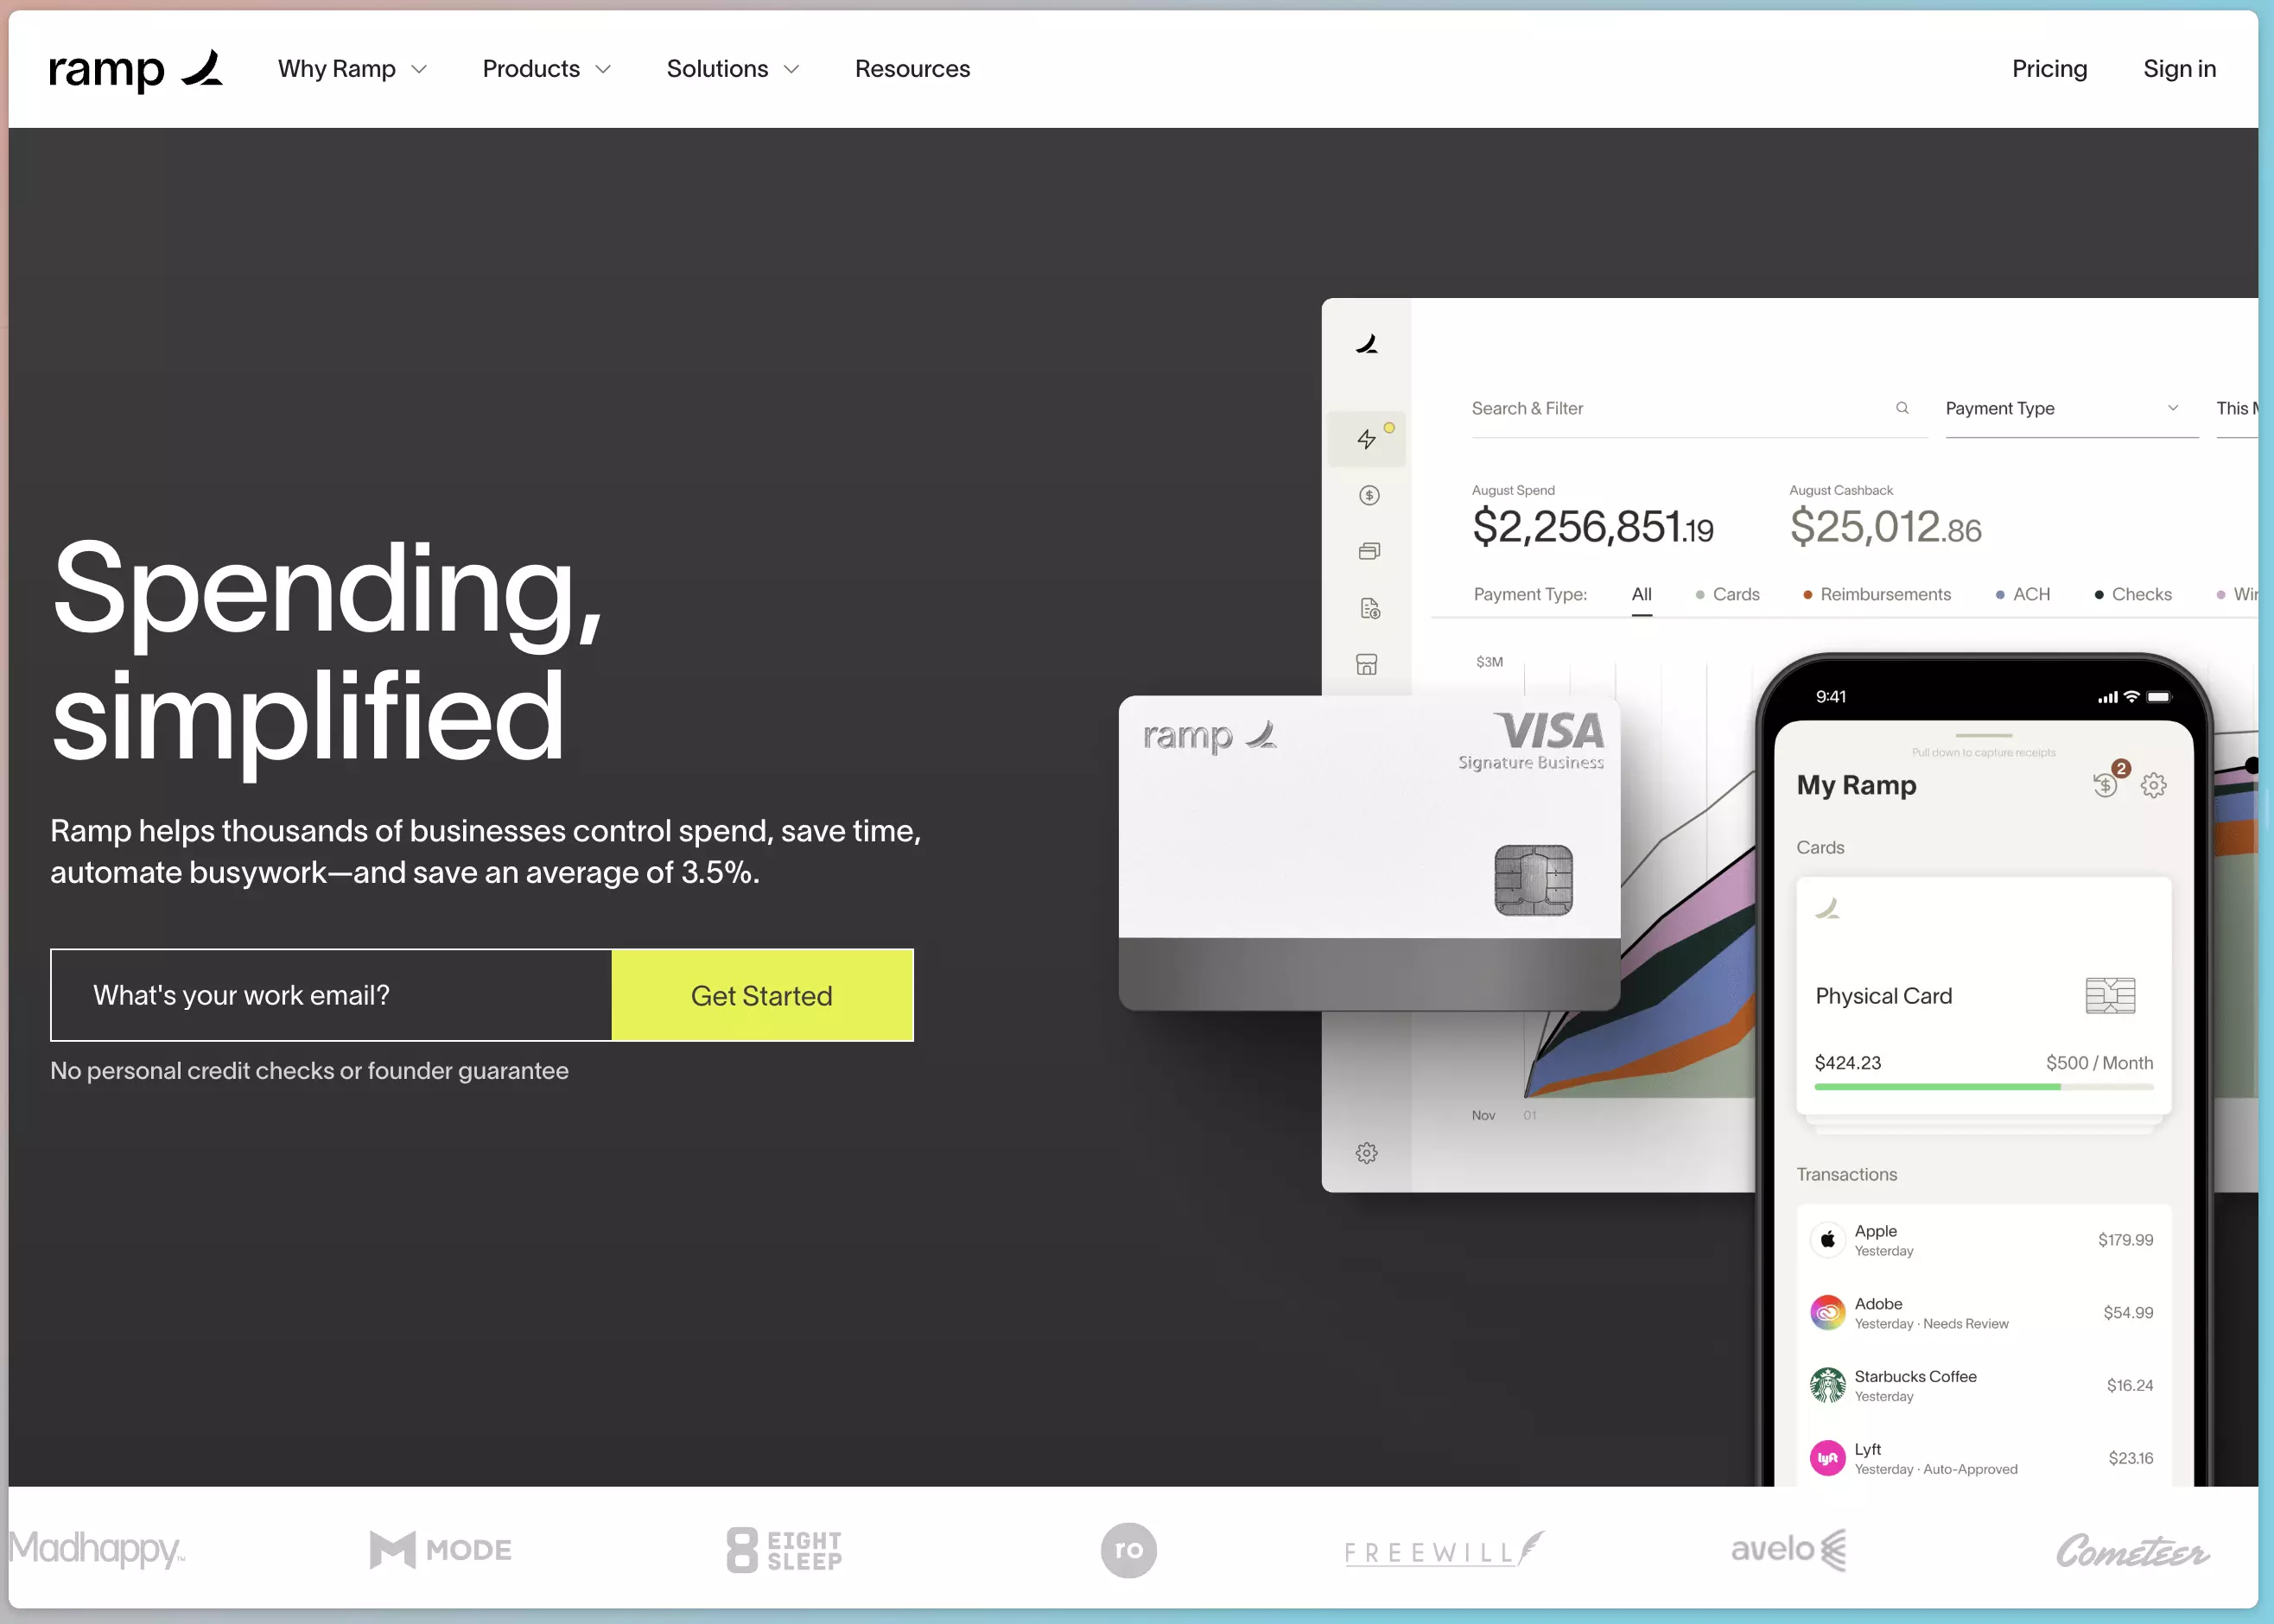 ramp
Why Ramp
Products
Solutions
Resources
Pricing
Sign in
Spending,
simplified
Ramp helps thousands of businesses control spend, save time,
automate busywork—and save an average of 3.5%.
What's your work email?
Get Started
No personal credit checks or founder guarantee
Search & Filter
Payment Type
This
August Spend
$2,256,851.19
August Cashback
$25,012.86
Payment Type:
All
Cards
Reimbursements
ACH
Checks
$3M
Nov
01
ramp
VISA
Signature Business
9:41
Pull down to capture receipts
My Ramp
2
Cards
Physical Card
$424.23
$500 / Month
Transactions
Apple
Yesterday
$179.99
Adobe
Yesterday · Needs Review
$54.99
Starbucks Coffee
Yesterday
$16.24
lyft
Lyft
Yesterday · Auto-Approved
$23.16
Madhappy™
MODE
8 EIGHT
SLEEP
ro
FREEWILL
avelo
Cometeer